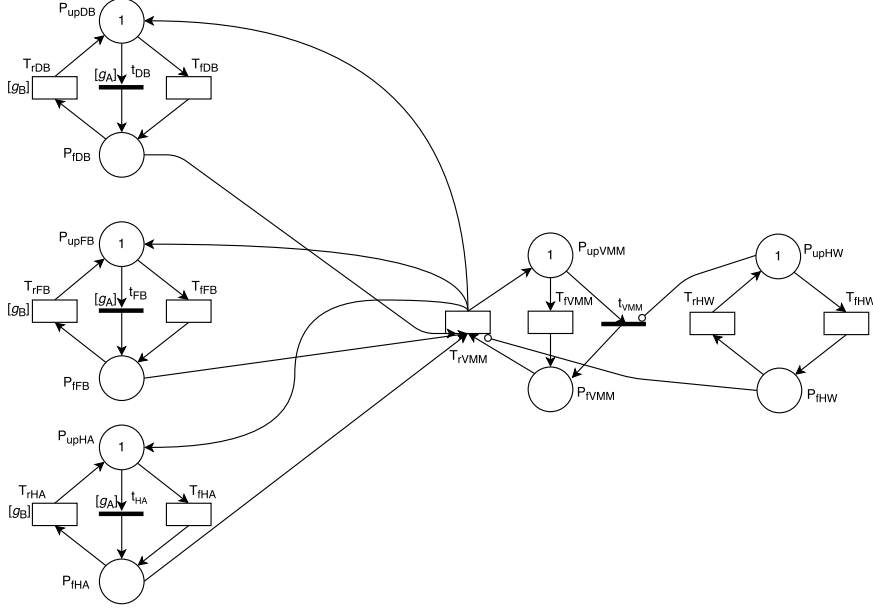 PupDB
1
TrDB
[gA]
tDB
TfDB
[gB]
PfDB
PupFB
1
TrFB
[gA]
tFB
TfFB
[gB]
PfFB
PupHA
1
TrHA
[gA]
tHA
TfHA
[gB]
PfHA
TrVMM
PupVMM
1
TfVMM
tVMM
PfVMM
PupHW
1
TrHW
TfHW
PfHW